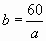 b = 60/a